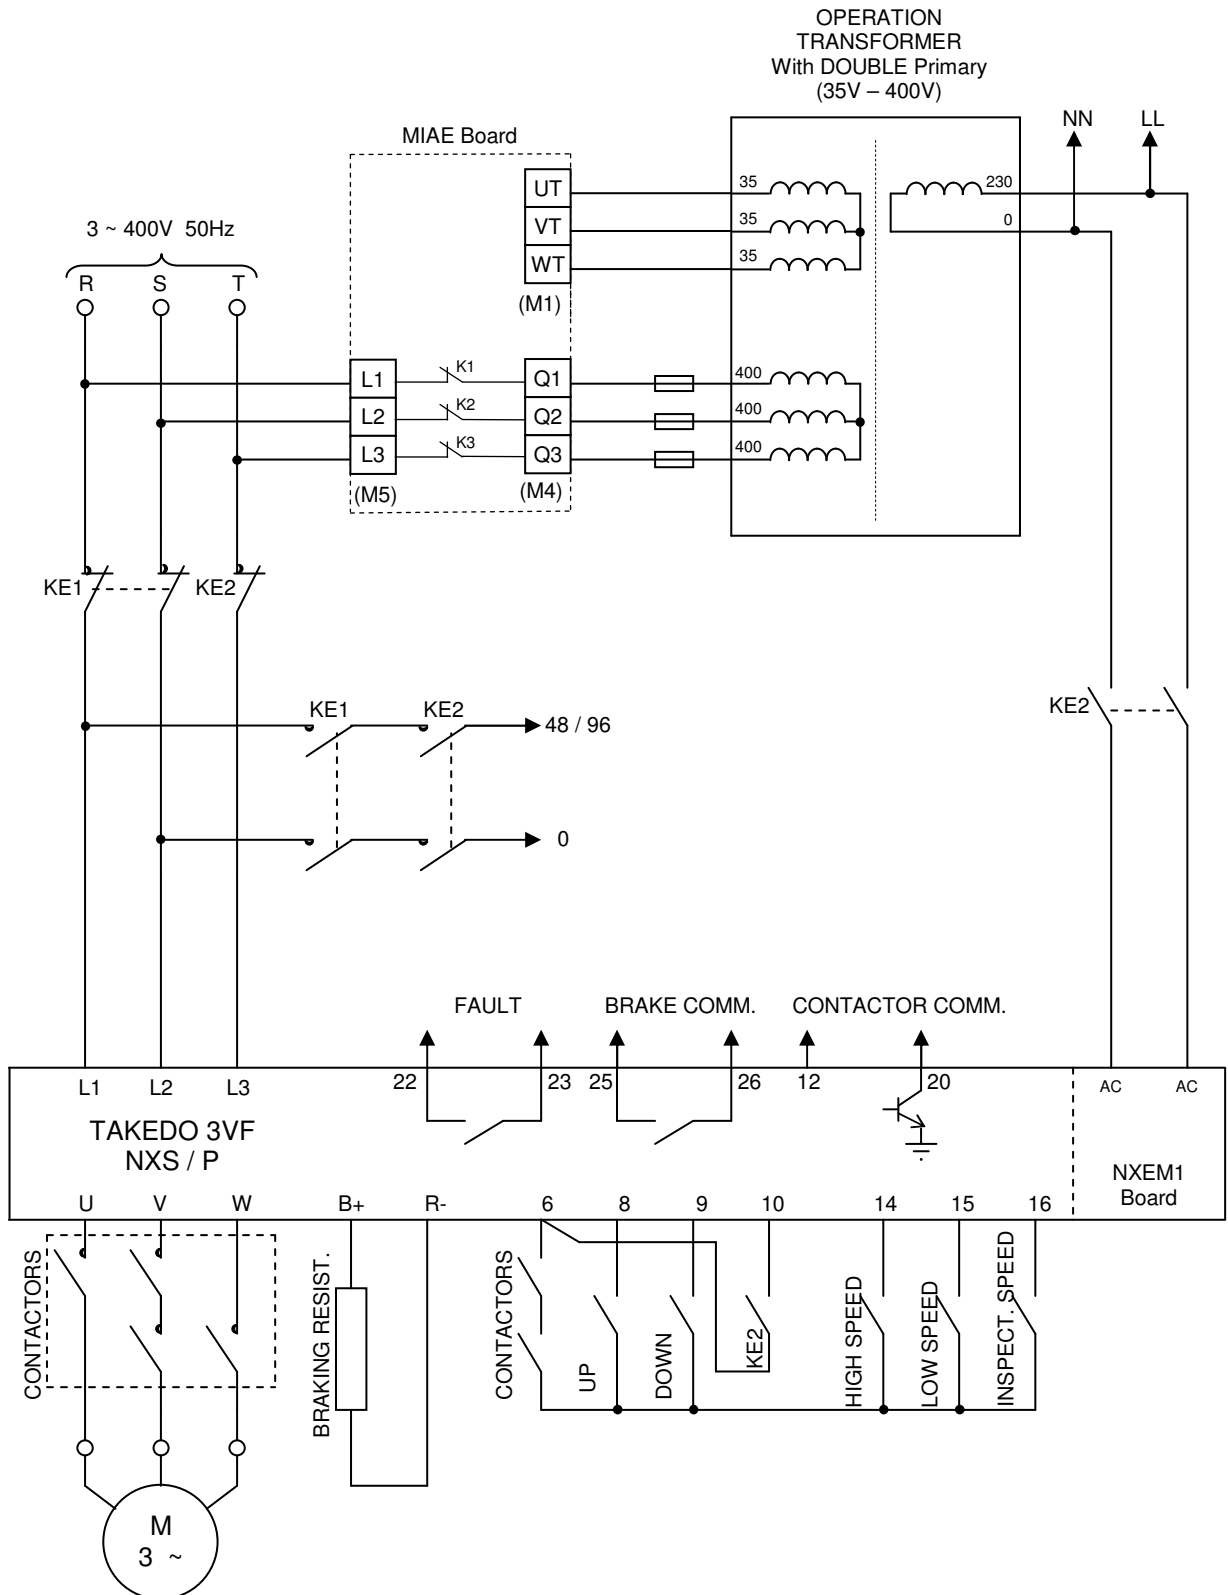 OPERATION
TRANSFORMER
With DOUBLE Primary
(35V – 400V)
NN LL
MIAE Board
UT 35 230
VT 35 0
WT 35
(M1)
3 ~ 400V 50Hz
R S T
L1 K1 Q1 400
L2 K2 Q2 400
L3 K3 Q3 400
(M5) (M4)
KE1 KE2
KE1 KE2 48 / 96
KE2
0
FAULT BRAKE COMM. CONTACTOR COMM.
L1 L2 L3 22 23 25 26 12 20 AC AC
TAKEDO 3VF
NXS / P
NXEM1
Board
U V W B+ R- 6 8 9 10 14 15 16
CONTACTORS
BRAKING RESIST.
CONTACTORS
UP
DOWN
KE2
HIGH SPEED
LOW SPEED
INSPECT. SPEED
M
3 ~